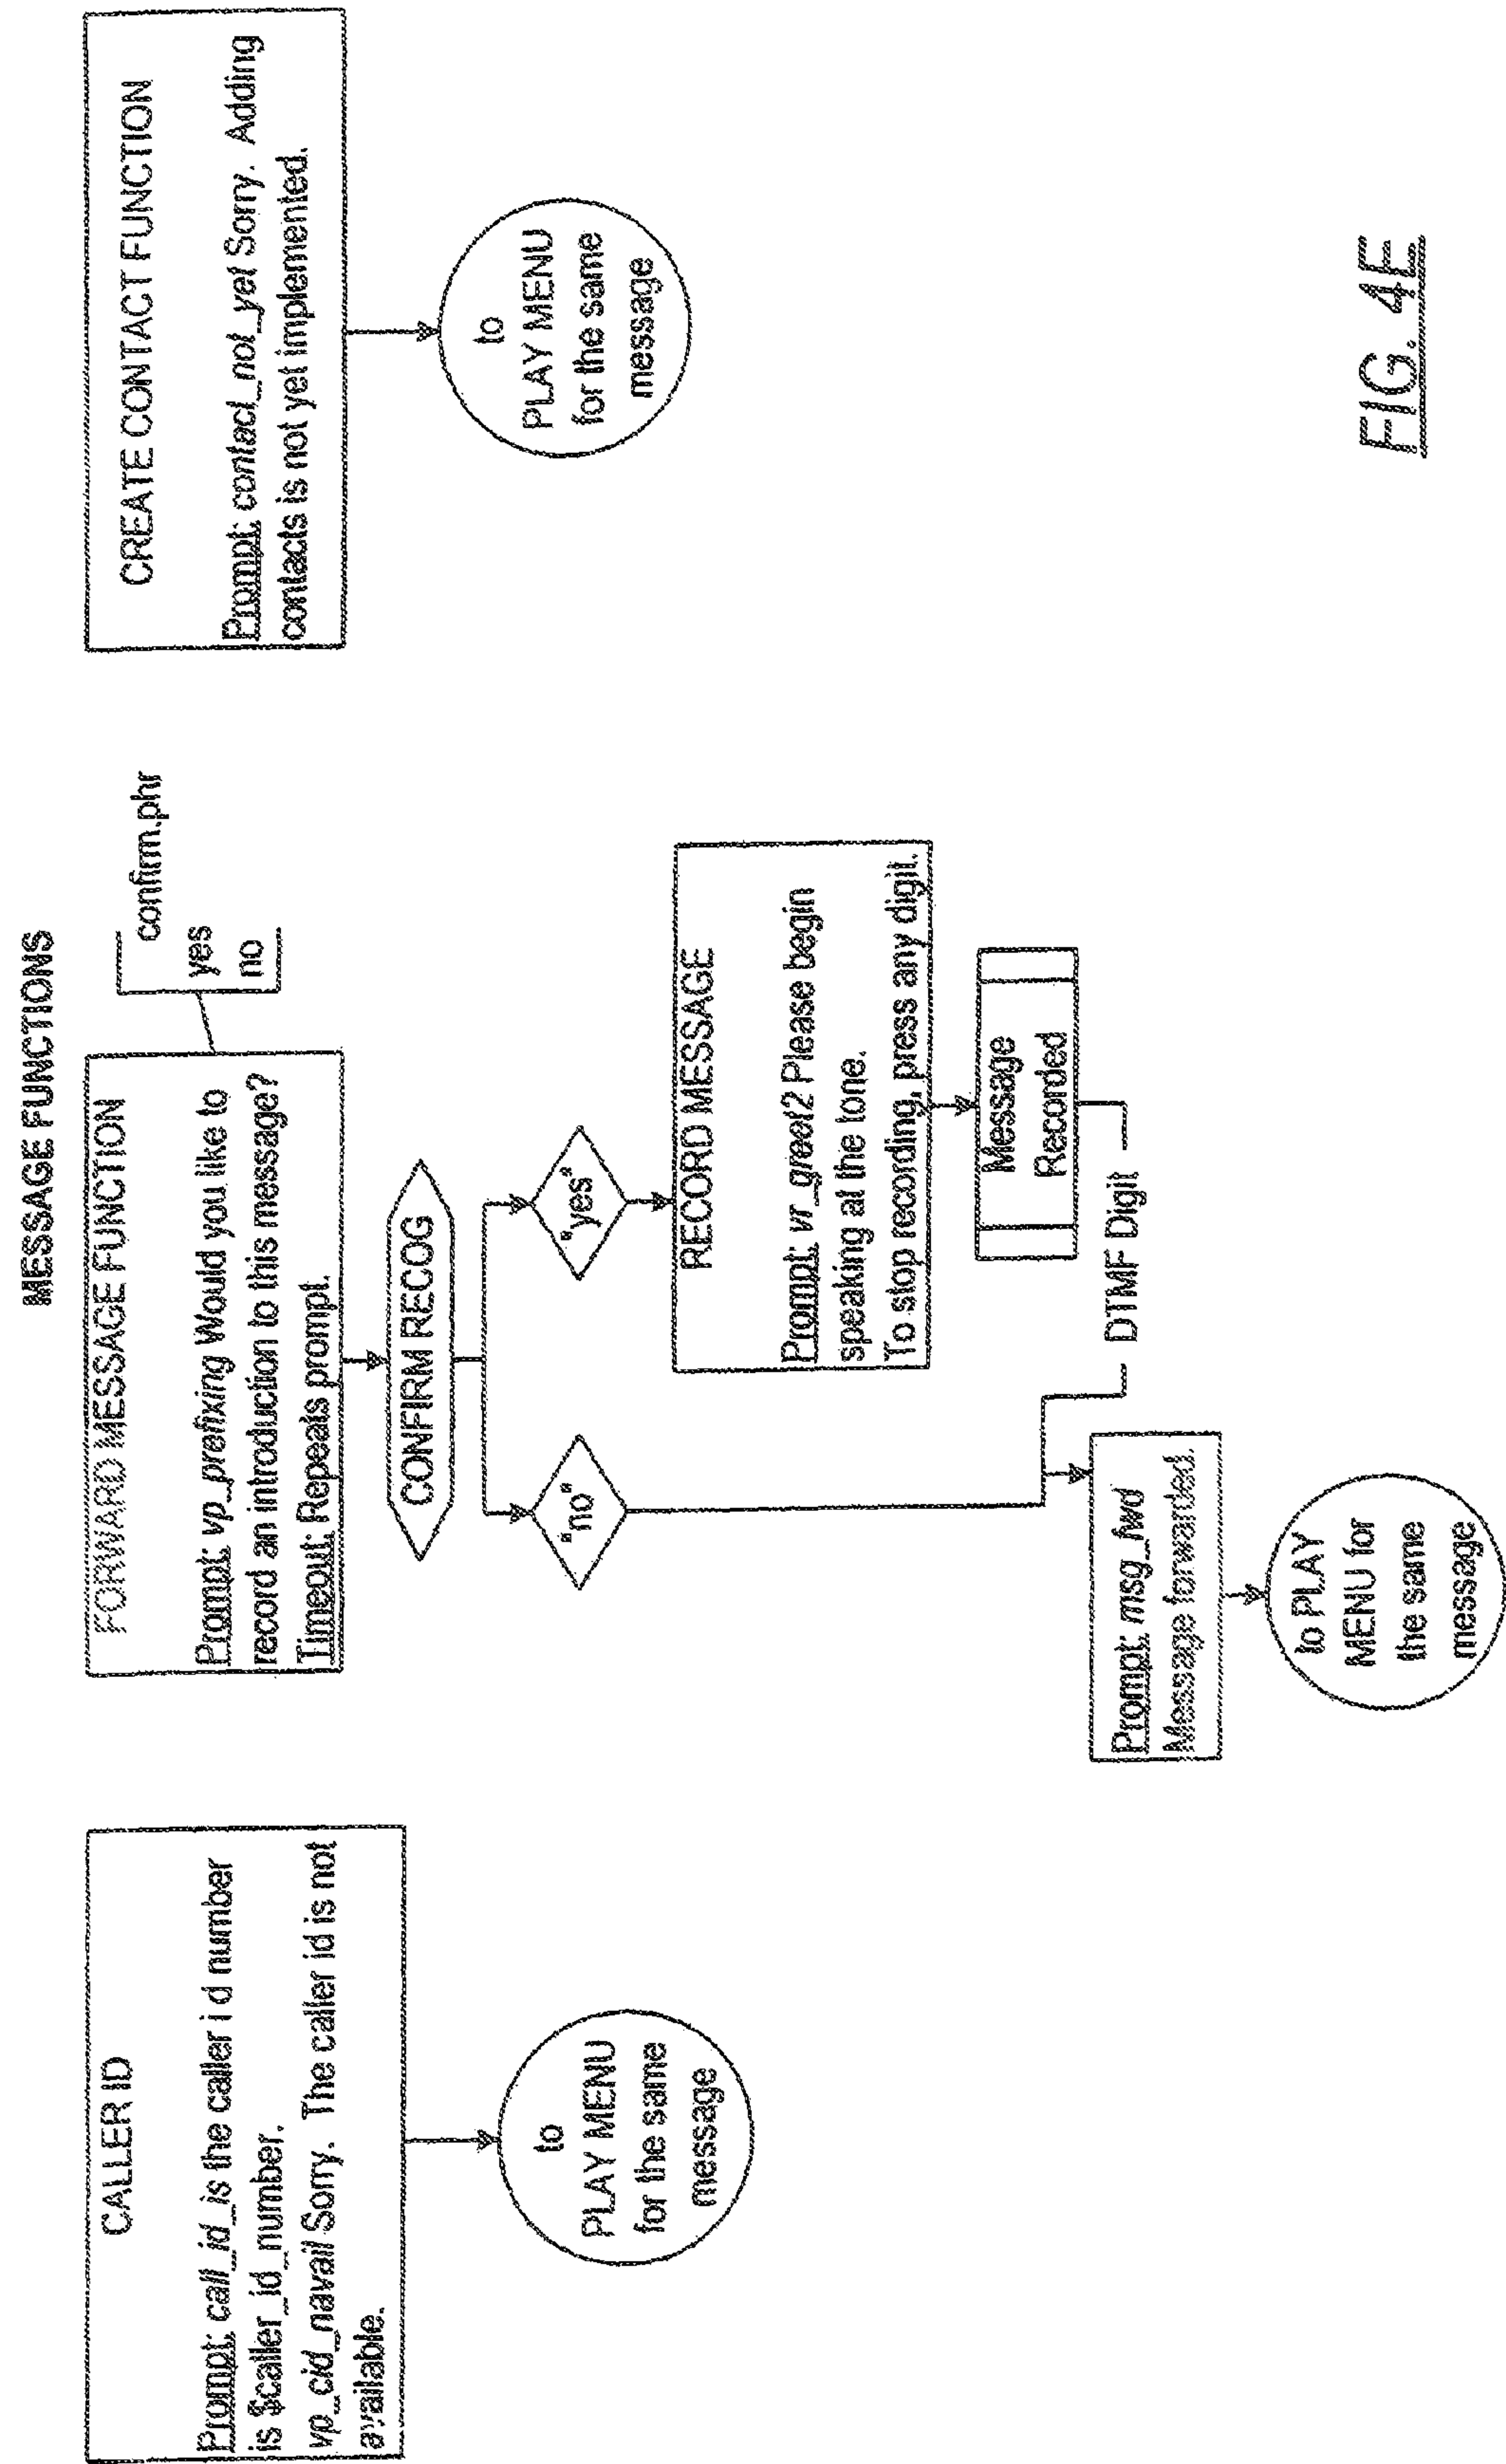 MESSAGE FUNCTIONS
CALLER ID
Prompt: call_id_is the caller i d number
is $caller_id_number.
vp_cid_navail Sorry. The caller id is not
available.
to
PLAY MENU
for the same
message
FORWARD MESSAGE FUNCTION
Prompt: vp_prefixing Would you like to
record an introduction to this message?
Timeout: Repeats prompt.
confirm.phr
yes
no
CONFIRM RECOG
"no"
"yes"
RECORD MESSAGE
Prompt: vr_greet2 Please begin
speaking at the tone.
To stop recording, press any digit.
Message
Recorded
DTMF Digit
Prompt: msg_fwd
Message forwarded.
to PLAY
MENU for
the same
message
CREATE CONTACT FUNCTION
Prompt: contact_not_yet Sorry. Adding
contacts is not yet implemented.
to
PLAY MENU
for the same
message
FIG. 4E